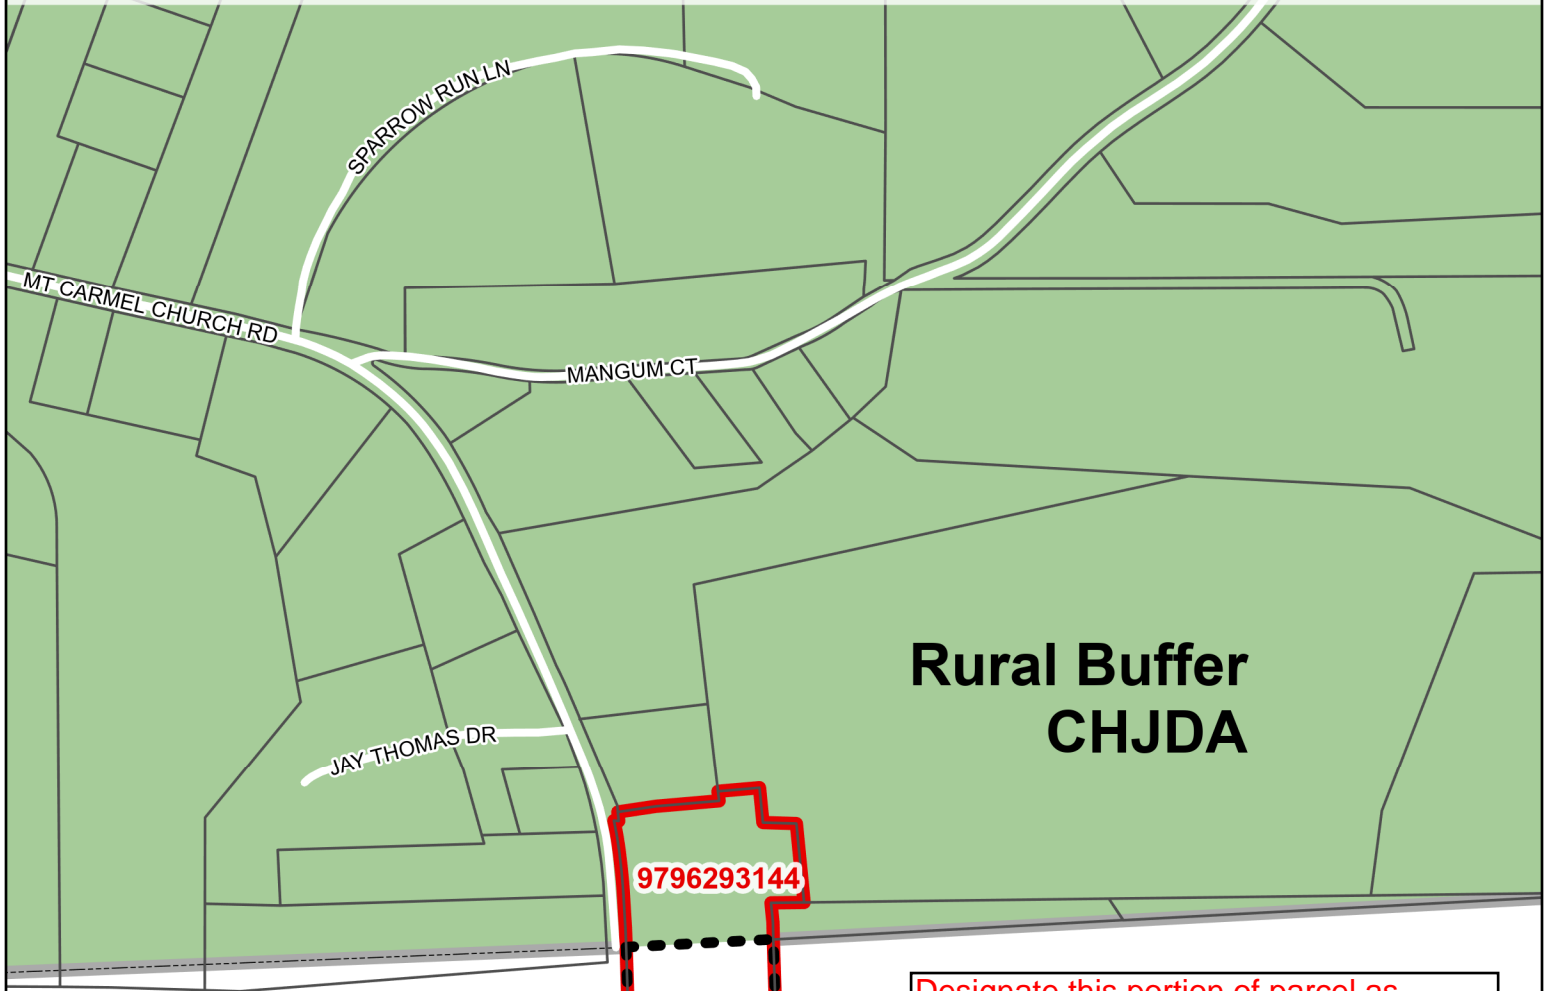 SPARROW RUN LN
MT CARMEL CHURCH RD
MANGUM CT
Rural Buffer
CHJDA
JAY THOMAS DR
9796293144
Designate this portion of parcel as